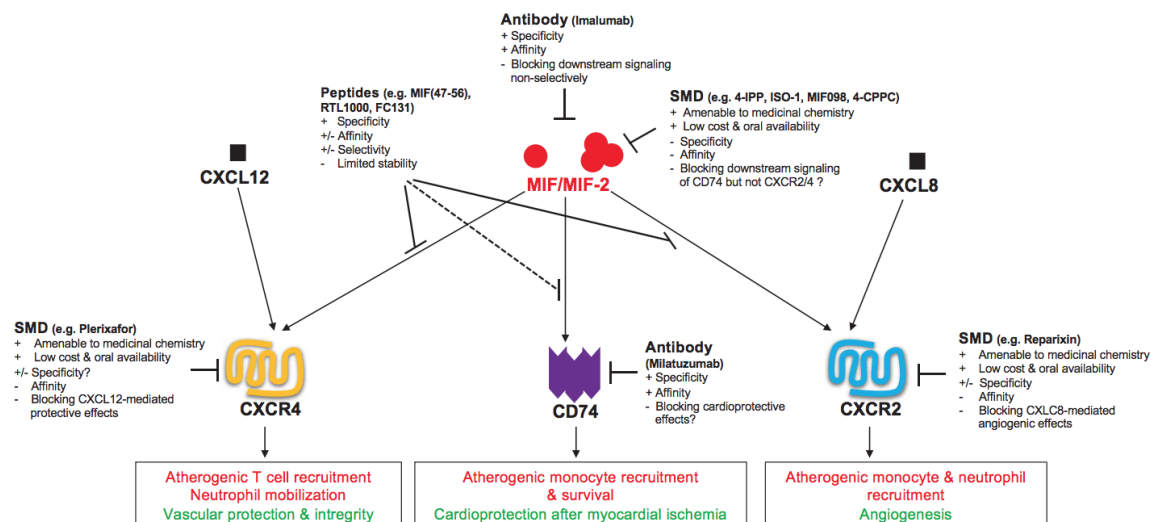 Antibody (Imalumab)
+ Specificity
+ Affinity
- Blocking downstream signaling
non-selectively
Peptides (e.g. MIF(47-56),
RTL1000, FC131)
+ Specificity
+/- Affinity
+/- Selectivity
- Limited stability
SMD (e.g. 4-IPP, ISO-1, MIF098, 4-CPPC)
+ Amenable to medicinal chemistry
+ Low cost & oral availability
- Specificity
- Affinity
- Blocking downstream signaling
of CD74 but not CXCR2/4 ?
CXCL12
MIF/MIF-2
CXCL8
SMD (e.g. Plerixafor)
+ Amenable to medicinal chemistry
+ Low cost & oral availability
+/- Specificity?
- Affinity
- Blocking CXCL12-mediated
protective effects
CXCR4
Antibody
(Milatuzumab)
+ Specificity
+ Affinity
- Blocking cardioprotective
effects?
CD74
SMD (e.g. Reparixin)
+ Amenable to medicinal chemistry
+ Low cost & oral availability
+/- Specificity
- Affinity
- Blocking CXLC8-mediated
angiogenic effects
CXCR2
Atherogenic T cell recruitment
Neutrophil mobilization
Vascular protection & intregrity
Atherogenic monocyte recruitment
& survival
Cardioprotection after myocardial ischemia
Atherogenic monocyte & neutrophil
recruitment
Angiogenesis